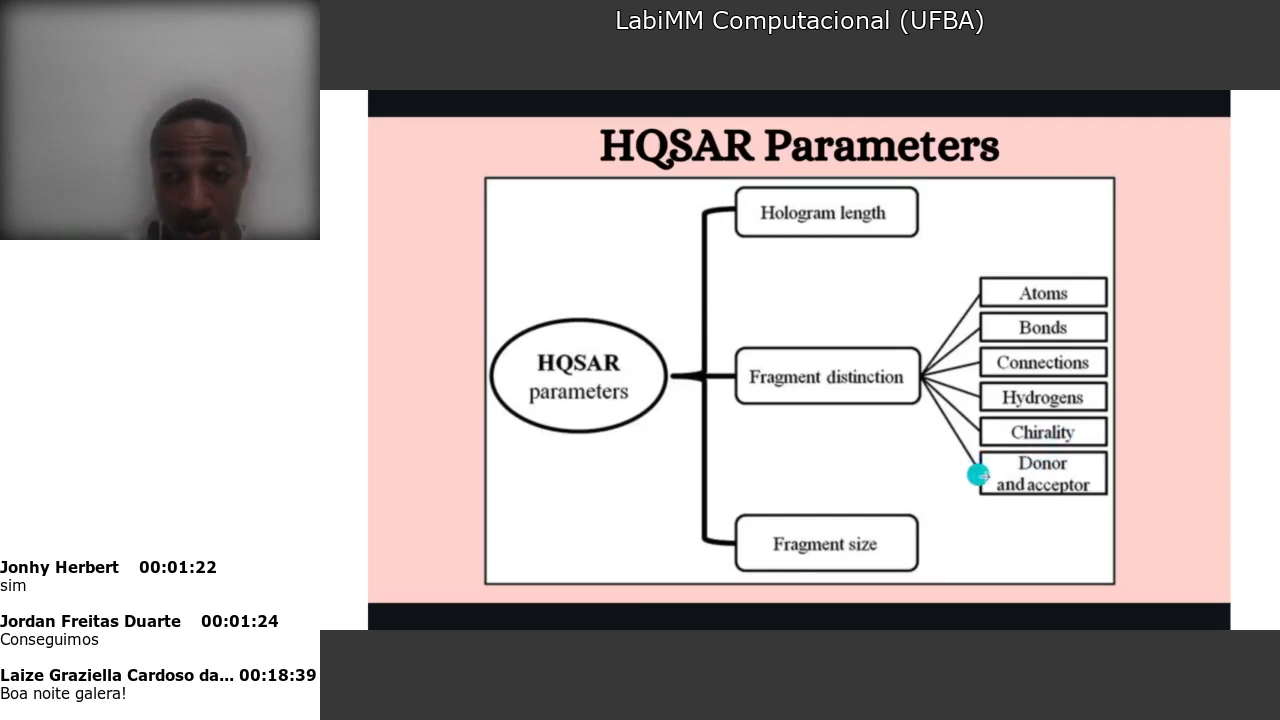 LabiMM Computacional (UFBA)
HQSAR Parameters
Hologram length
Atoms
Bonds
HQSAR
parameters
Fragment distinction
Connections
Hydrogens
Chirality
Donor
and acceptor
Fragment size
Jonhy Herbert 00:01:22
sim
Jordan Freitas Duarte 00:01:24
Conseguimos
Laize Graziella Cardoso da... 00:18:39
Boa noite galera!